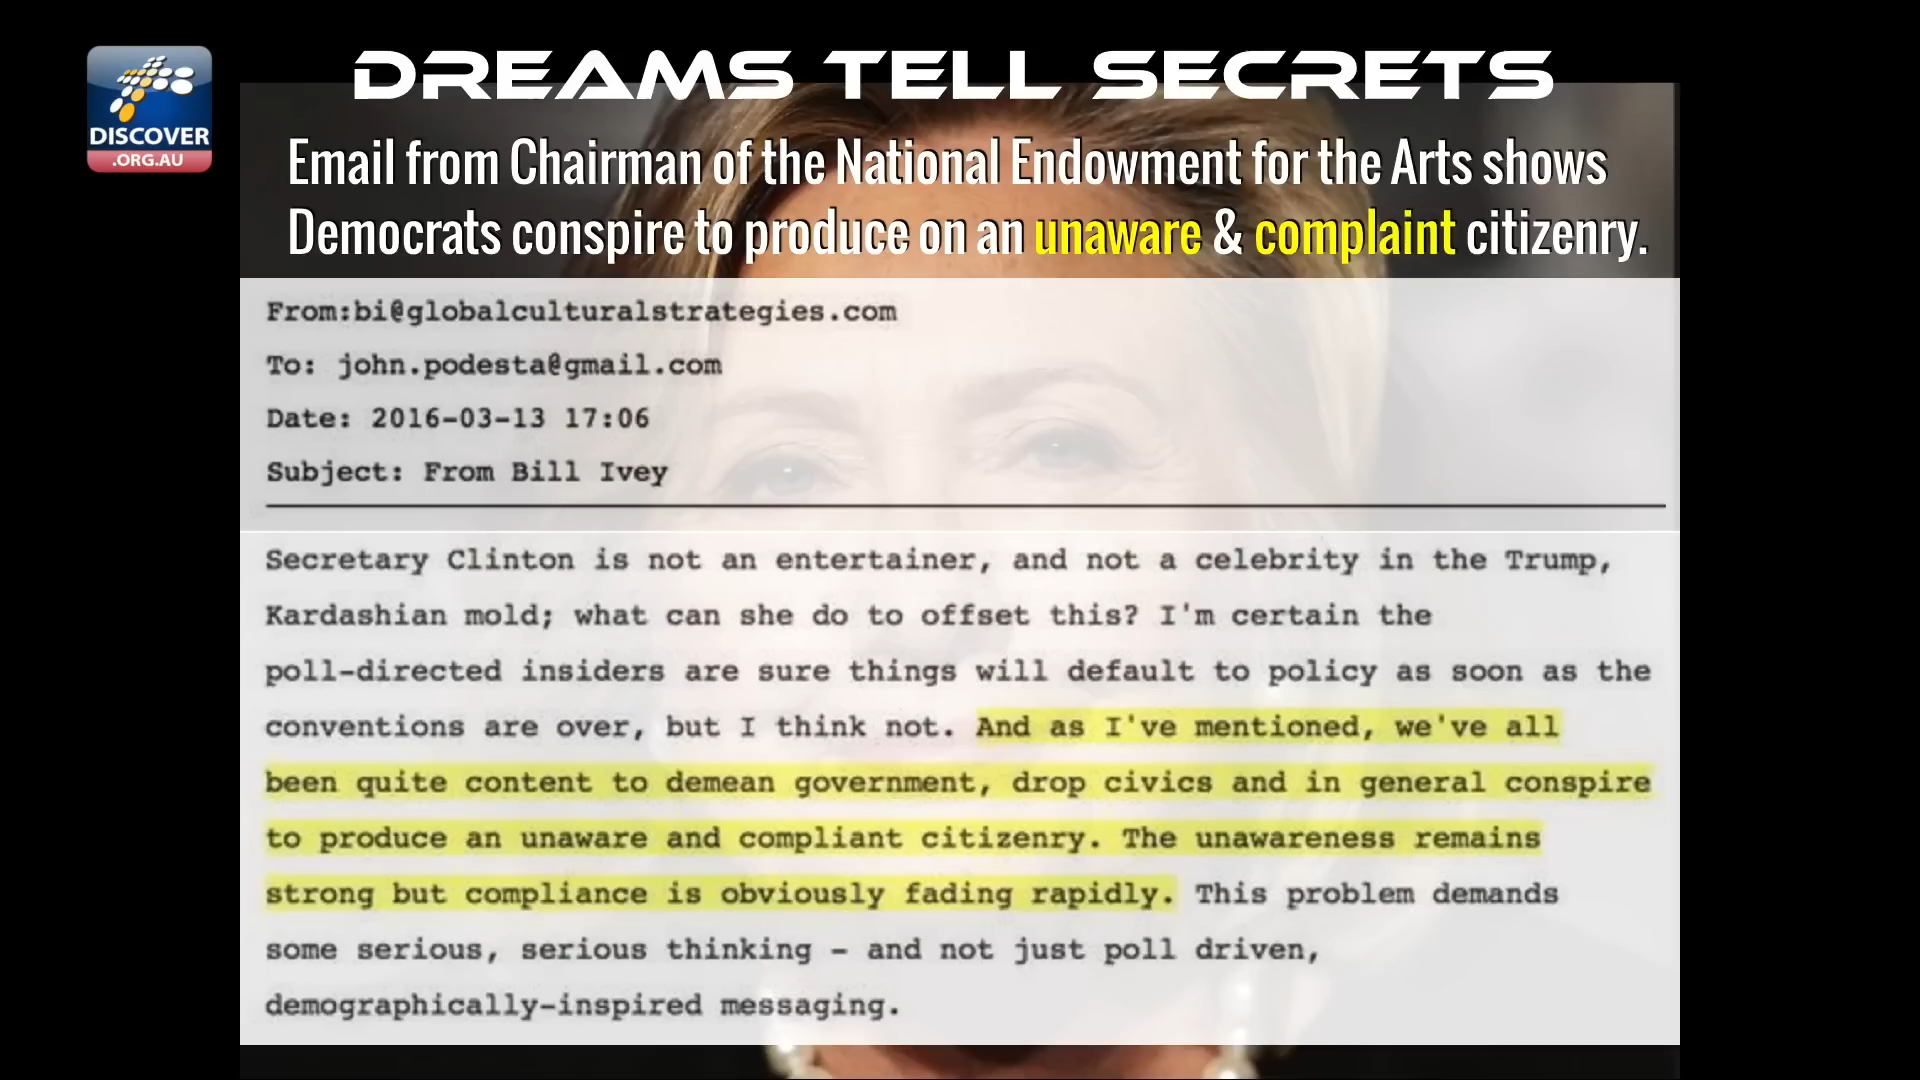 DREAMS TELL SECRETS
DISCOVER
.ORG.AU
Email from Chairman of the National Endowment for the Arts shows
Democrats conspire to produce on an unaware & complaint citizenry.
From:bi@globalculturalstrategies.com
To: john.podesta@gmail.com
Date: 2016-03-13 17:06
Subject: From Bill Ivey
Secretary Clinton is not an entertainer, and not a celebrity in the Trump,
Kardashian mold; what can she do to offset this? I'm certain the
poll-directed insiders are sure things will default to policy as soon as the
conventions are over, but I think not. And as I've mentioned, we've all
been quite content to demean government, drop civics and in general conspire
to produce an unaware and compliant citizenry. The unawareness remains
strong but compliance is obviously fading rapidly. This problem demands
some serious, serious thinking - and not just poll driven,
demographically-inspired messaging.